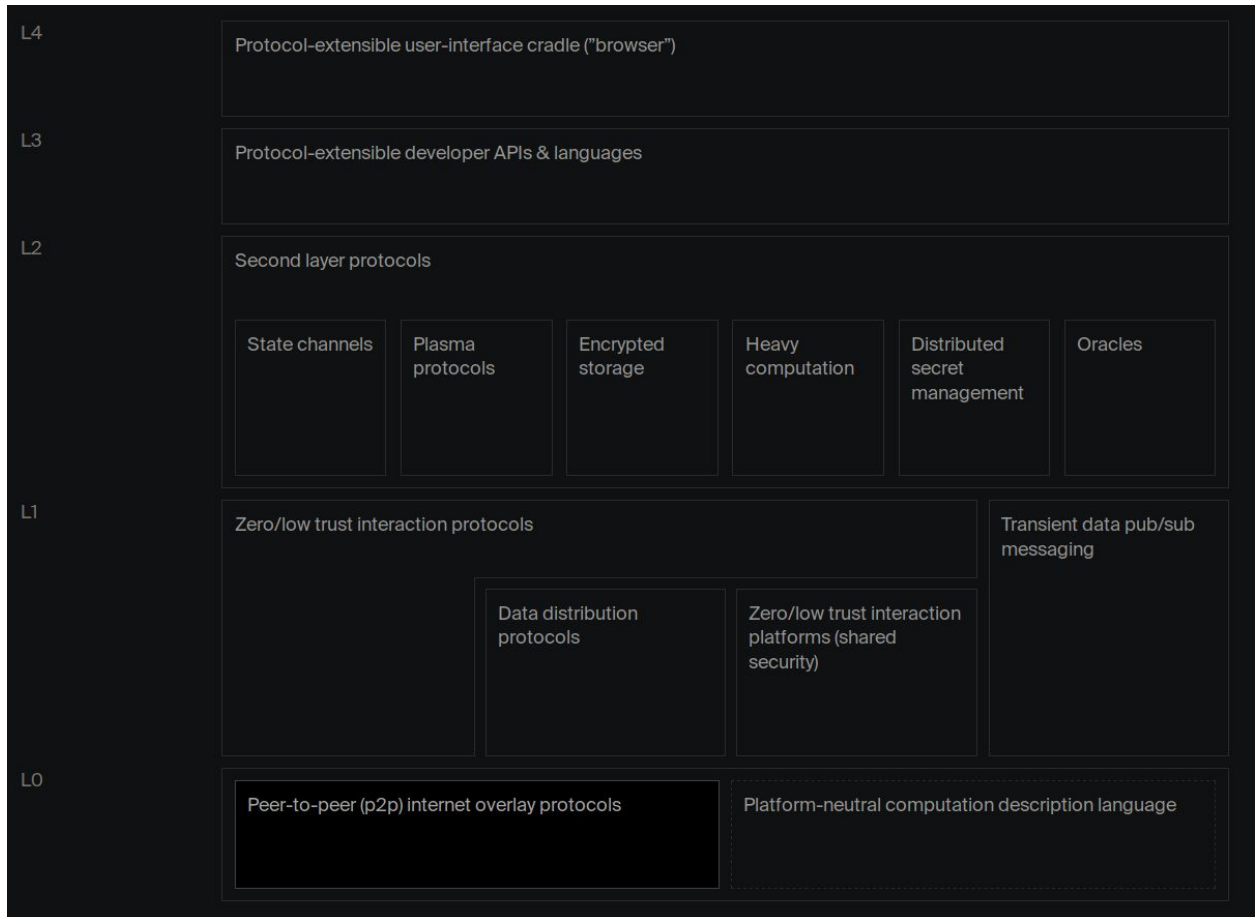 L4
Protocol-extensible user-interface cradle (”browser”)
L3
Protocol-extensible developer APIs & languages
L2
Second layer protocols
State channels
Plasma
protocols
Encrypted
storage
Heavy
computation
Distributed
secret
management
Oracles
L1
Zero/low trust interaction protocols
Transient data pub/sub
messaging
Data distribution
protocols
Zero/low trust interaction
platforms (shared
security)
L0
Peer-to-peer (p2p) internet overlay protocols
Platform-neutral computation description language